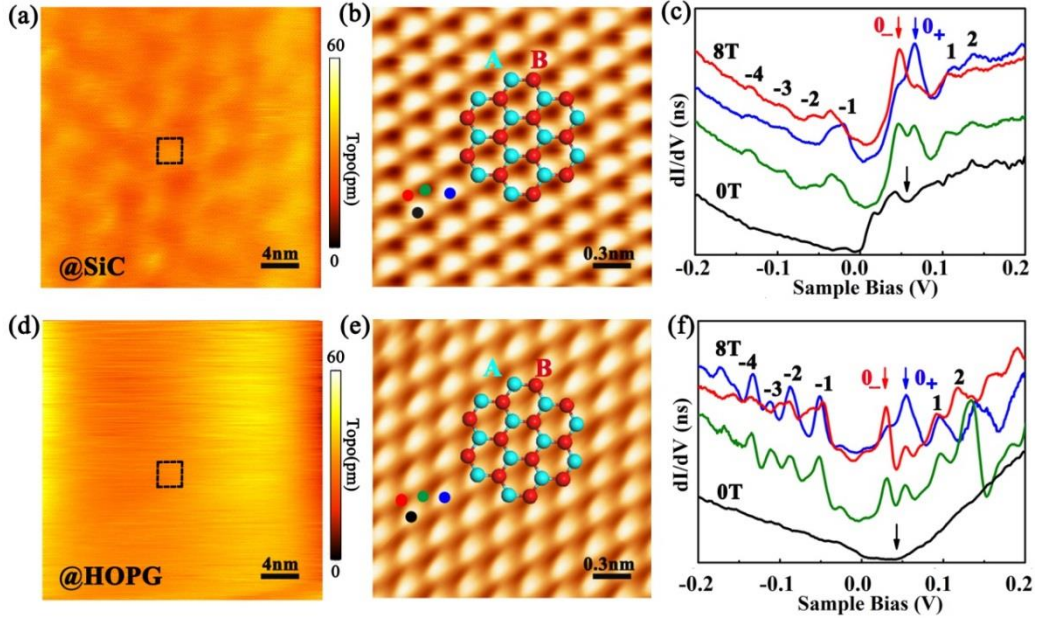 (a)
60
Topo(pm)
0
@SiC
4nm
(b)
A B
0.3nm
(c)
0_ 0+
8T
1 2
-4
-3
-2
-1
0T
dI/dV (ns)
-0.2 -0.1 0.0 0.1 0.2
Sample Bias (V)
(d)
60
Topo(pm)
0
@HOPG
4nm
(e)
A B
0.3nm
(f)
8T
-4
-3
-2
-1
0_ 0+
1
2
0T
dI/dV (ns)
-0.2 -0.1 0.0 0.1 0.2
Sample Bias (V)